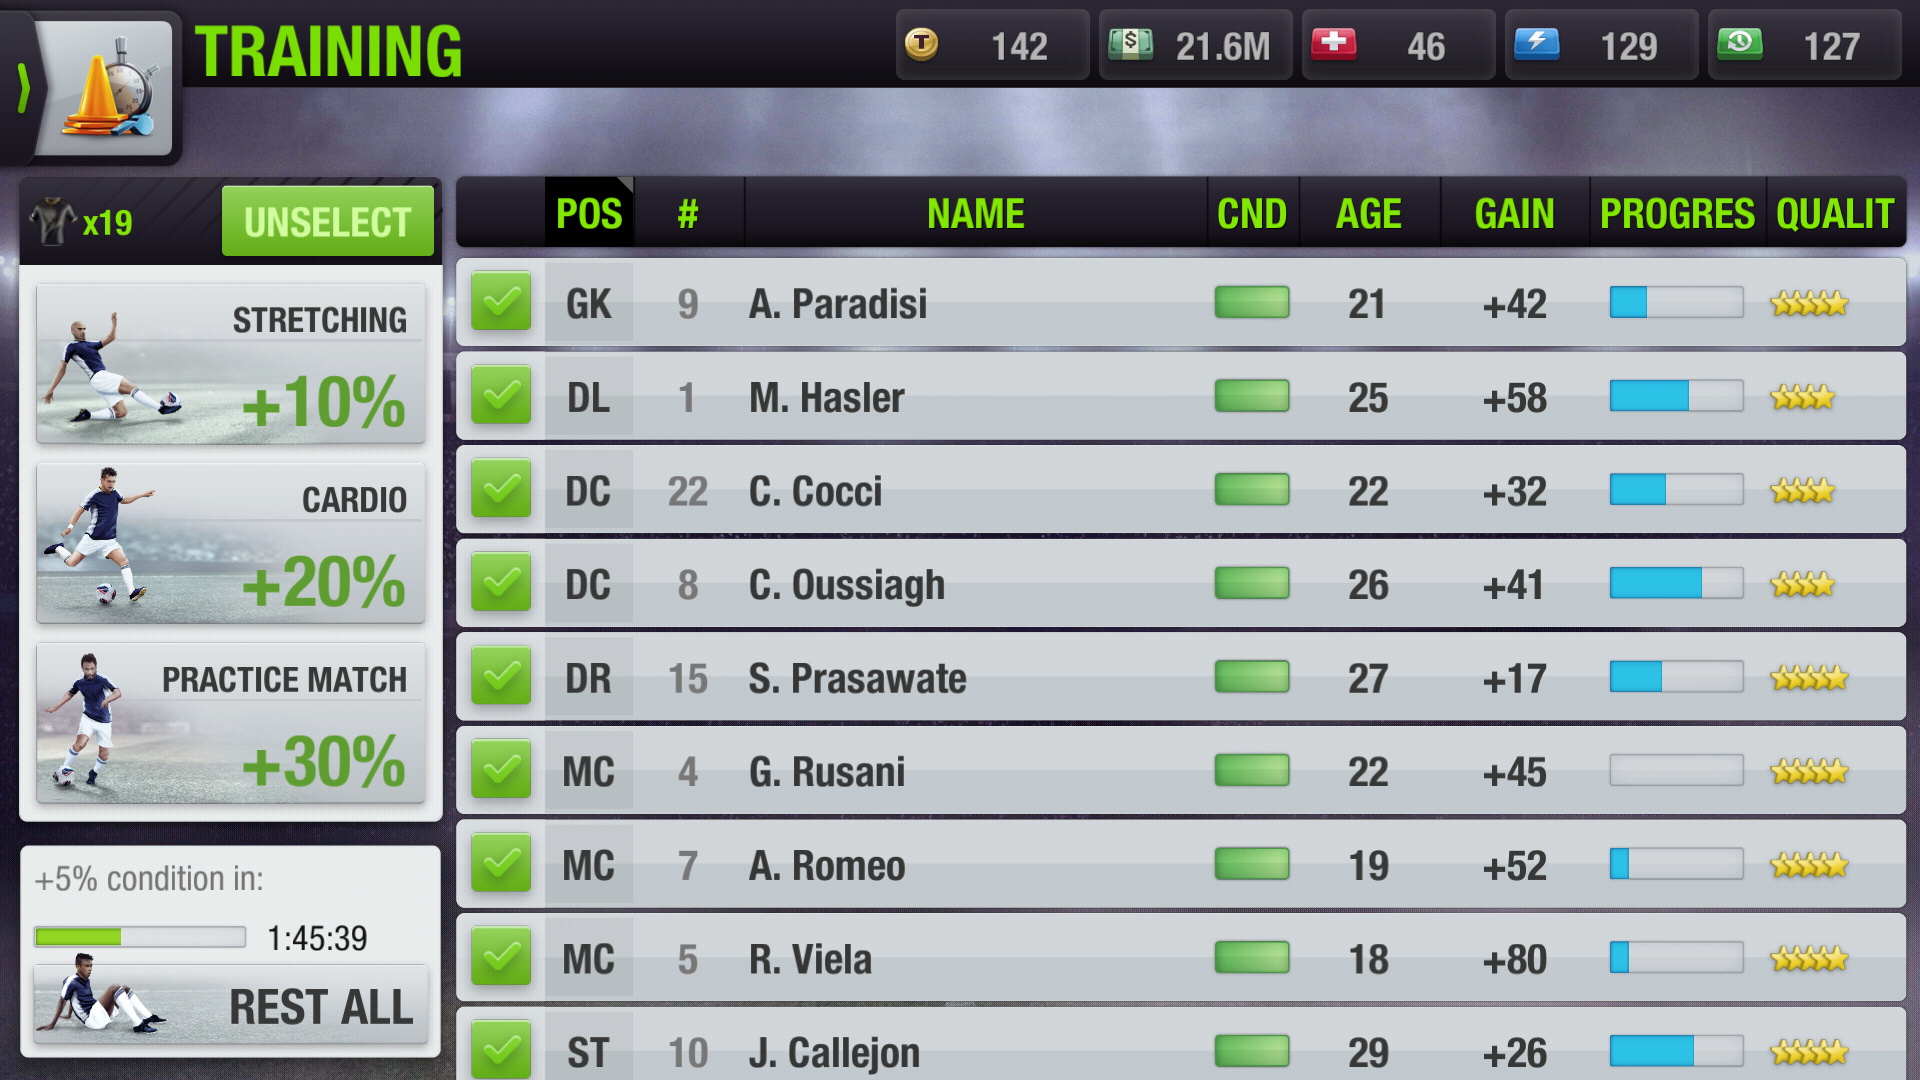 TRAINING
T 142 $ 21.6M 46 129 127
x19 UNSELECT
STRETCHING
+10%
CARDIO
+20%
PRACTICE MATCH
+30%
+5% condition in:
1:45:39
REST ALL
POS # NAME CND AGE GAIN PROGRES QUALIT
GK 9 A. Paradisi 21 +42
DL 1 M. Hasler 25 +58
DC 22 C. Cocci 22 +32
DC 8 C. Oussiagh 26 +41
DR 15 S. Prasawate 27 +17
MC 4 G. Rusani 22 +45
MC 7 A. Romeo 19 +52
MC 5 R. Viela 18 +80
ST 10 J. Callejon 29 +26